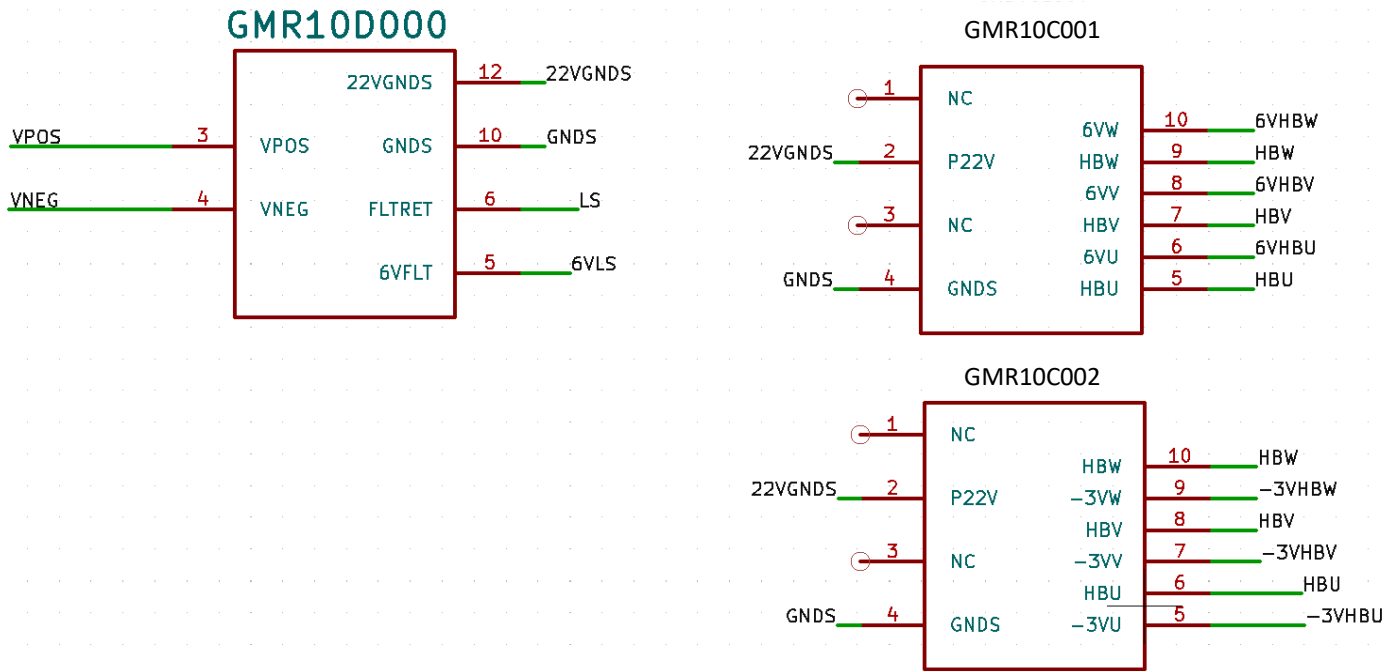 GMR10D000
22VGNDS 12 22VGNDS
VPOS 3 VPOS GNDS 10 GNDS
VNEG 4 VNEG FLTRET 6 LS
6VFLT 5 6VLS
GMR10C001
1 NC
6VW 10 6VHBW
22VGNDS 2 P22V HBW 9 HBW
6VV 8 6VHBV
3 NC HBV 7 HBV
6VU 6 6VHBU
GNDS 4 GNDS HBU 5 HBU
GMR10C002
1 NC
HBW 10 HBW
22VGNDS 2 P22V -3VW 9 -3VHBW
HBV 8 HBV
3 NC -3VV 7 -3VHBV
HBU 6 HBU
GNDS 4 GNDS -3VU 5 -3VHBU